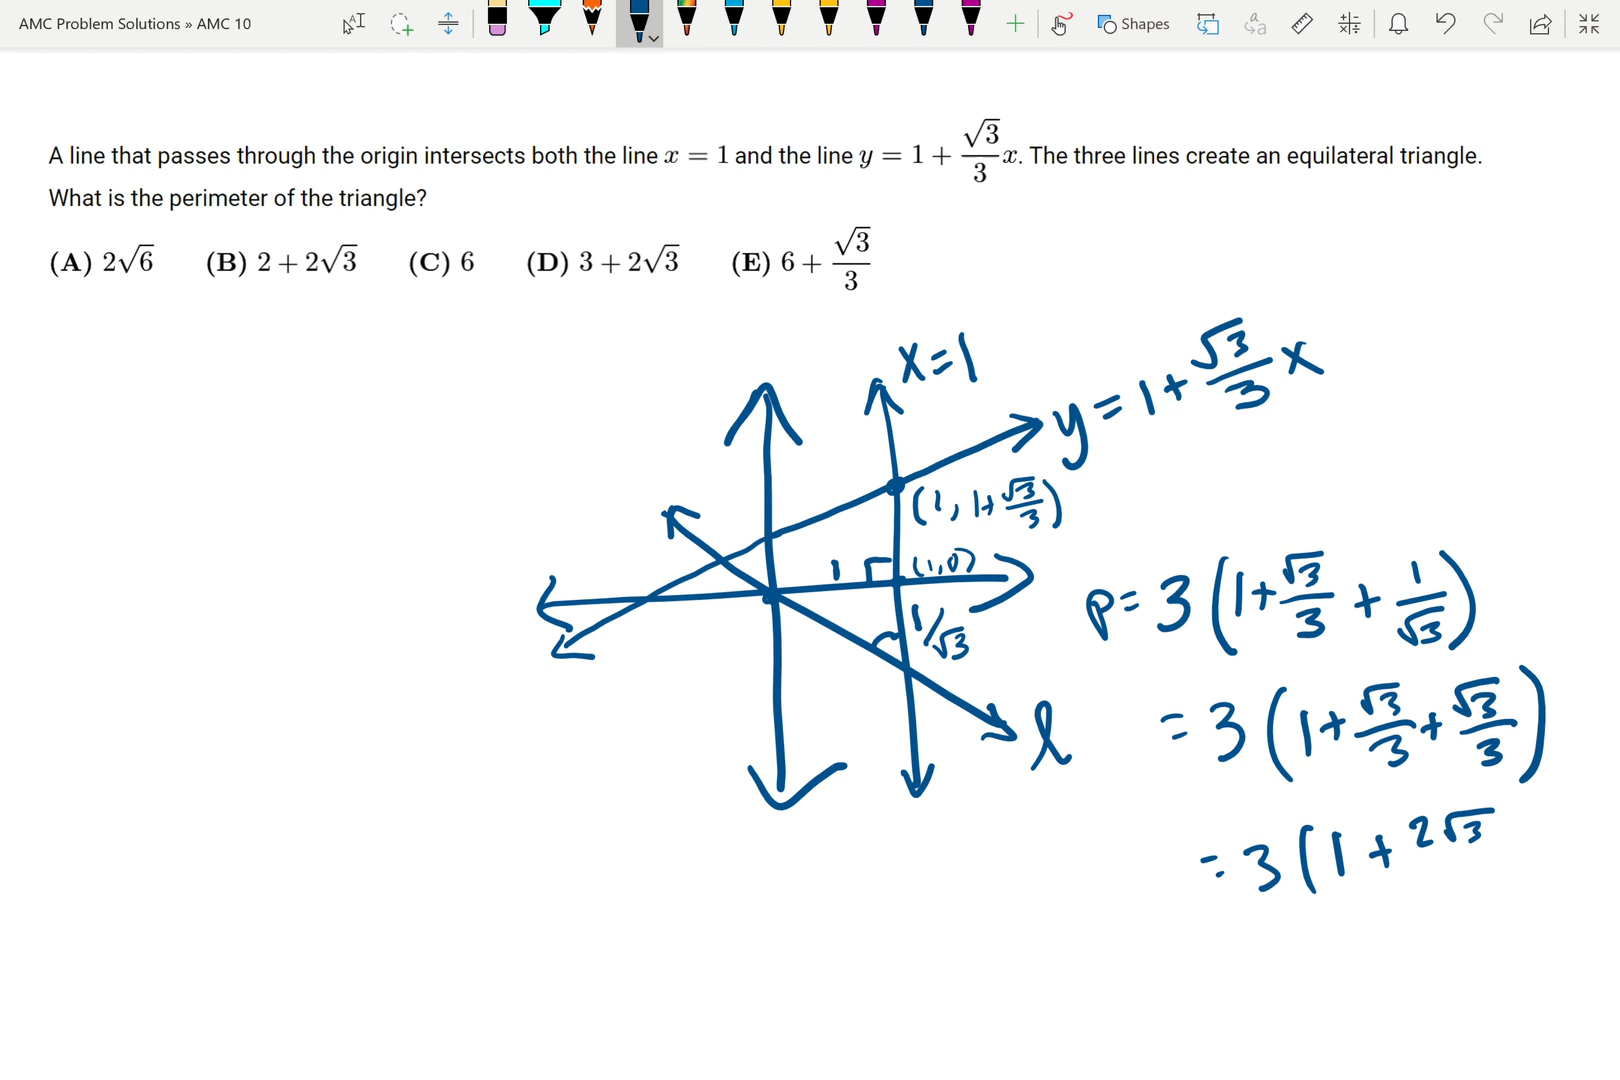 AMC Problem Solutions » AMC 10
Shapes
A line that passes through the origin intersects both the line x = 1 and the line y = 1 + √3/3 x. The three lines create an equilateral triangle.
What is the perimeter of the triangle?
(A) 2√6 (B) 2 + 2√3 (C) 6 (D) 3 + 2√3 (E) 6 + √3/3
x=1
y = 1 + √3/3 x
(1, 1+ √3/3)
1 (1,0)
1/√3
l
P= 3 (1+ √3/3 + 1/√3)
= 3 (1+ √3/3 + √3/3)
= 3 (1 + 2√3